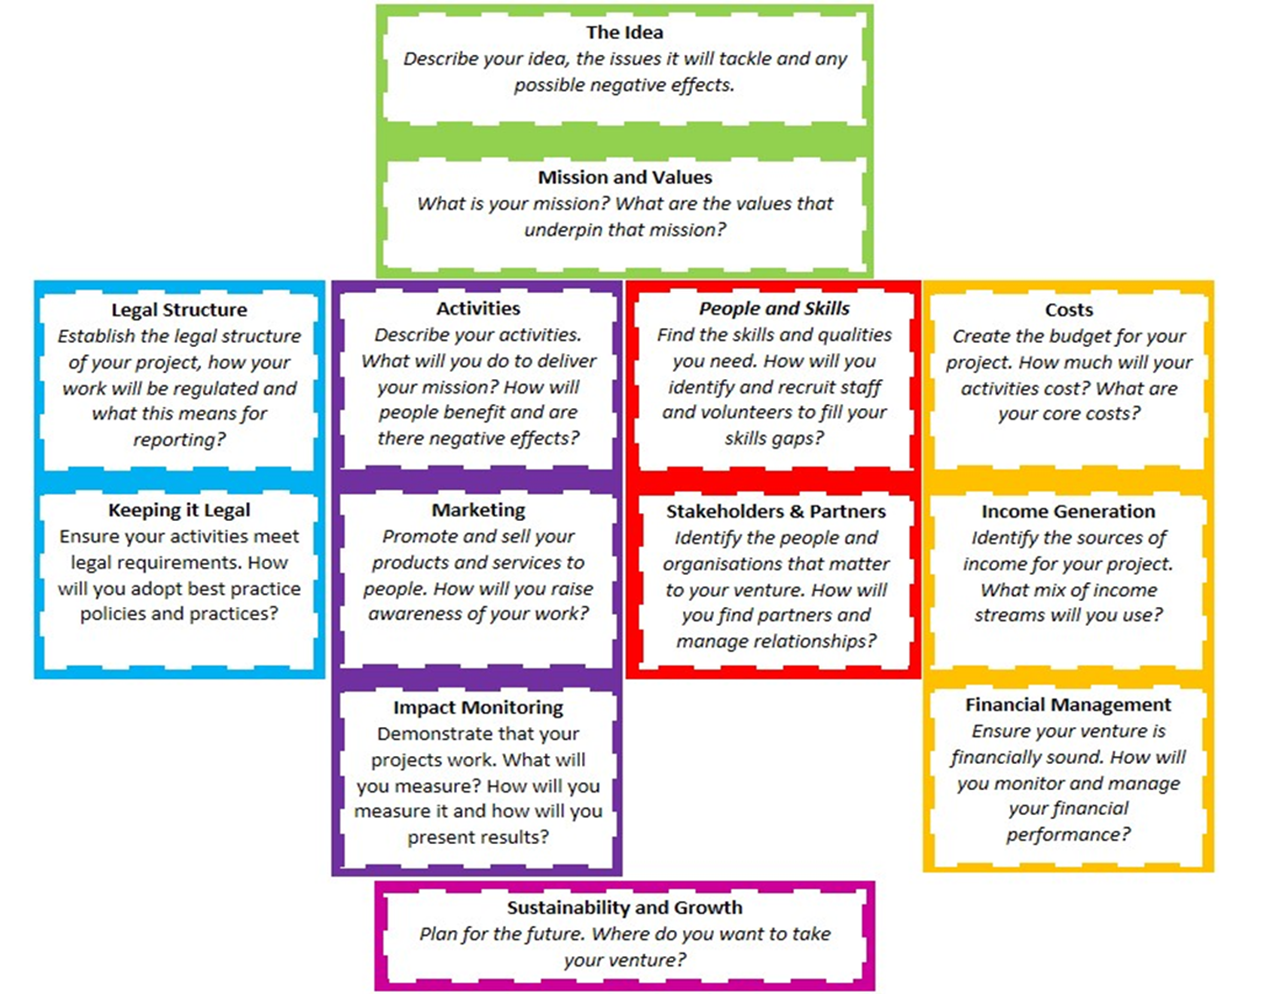 The Idea
Describe your idea, the issues it will tackle and any
possible negative effects.
Mission and Values
What is your mission? What are the values that
underpin that mission?
Legal Structure
Establish the legal structure
of your project, how your
work will be regulated and
what this means for
reporting?
Keeping it Legal
Ensure your activities meet
legal requirements. How
will you adopt best practice
policies and practices?
Activities
Describe your activities.
What will you do to deliver
your mission? How will
people benefit and are
there negative effects?
Marketing
Promote and sell your
products and services to
people. How will you raise
awareness of your work?
Impact Monitoring
Demonstrate that your
projects work. What will
you measure? How will you
measure it and how will you
present results?
People and Skills
Find the skills and qualities
you need. How will you
identify and recruit staff
and volunteers to fill your
skills gaps?
Stakeholders & Partners
Identify the people and
organisations that matter
to your venture. How will
you find partners and
manage relationships?
Costs
Create the budget for your
project. How much will your
activities cost? What are
your core costs?
Income Generation
Identify the sources of
income for your project.
What mix of income
streams will you use?
Financial Management
Ensure your venture is
financially sound. How will
you monitor and manage
your financial
performance?
Sustainability and Growth
Plan for the future. Where do you want to take
your venture?